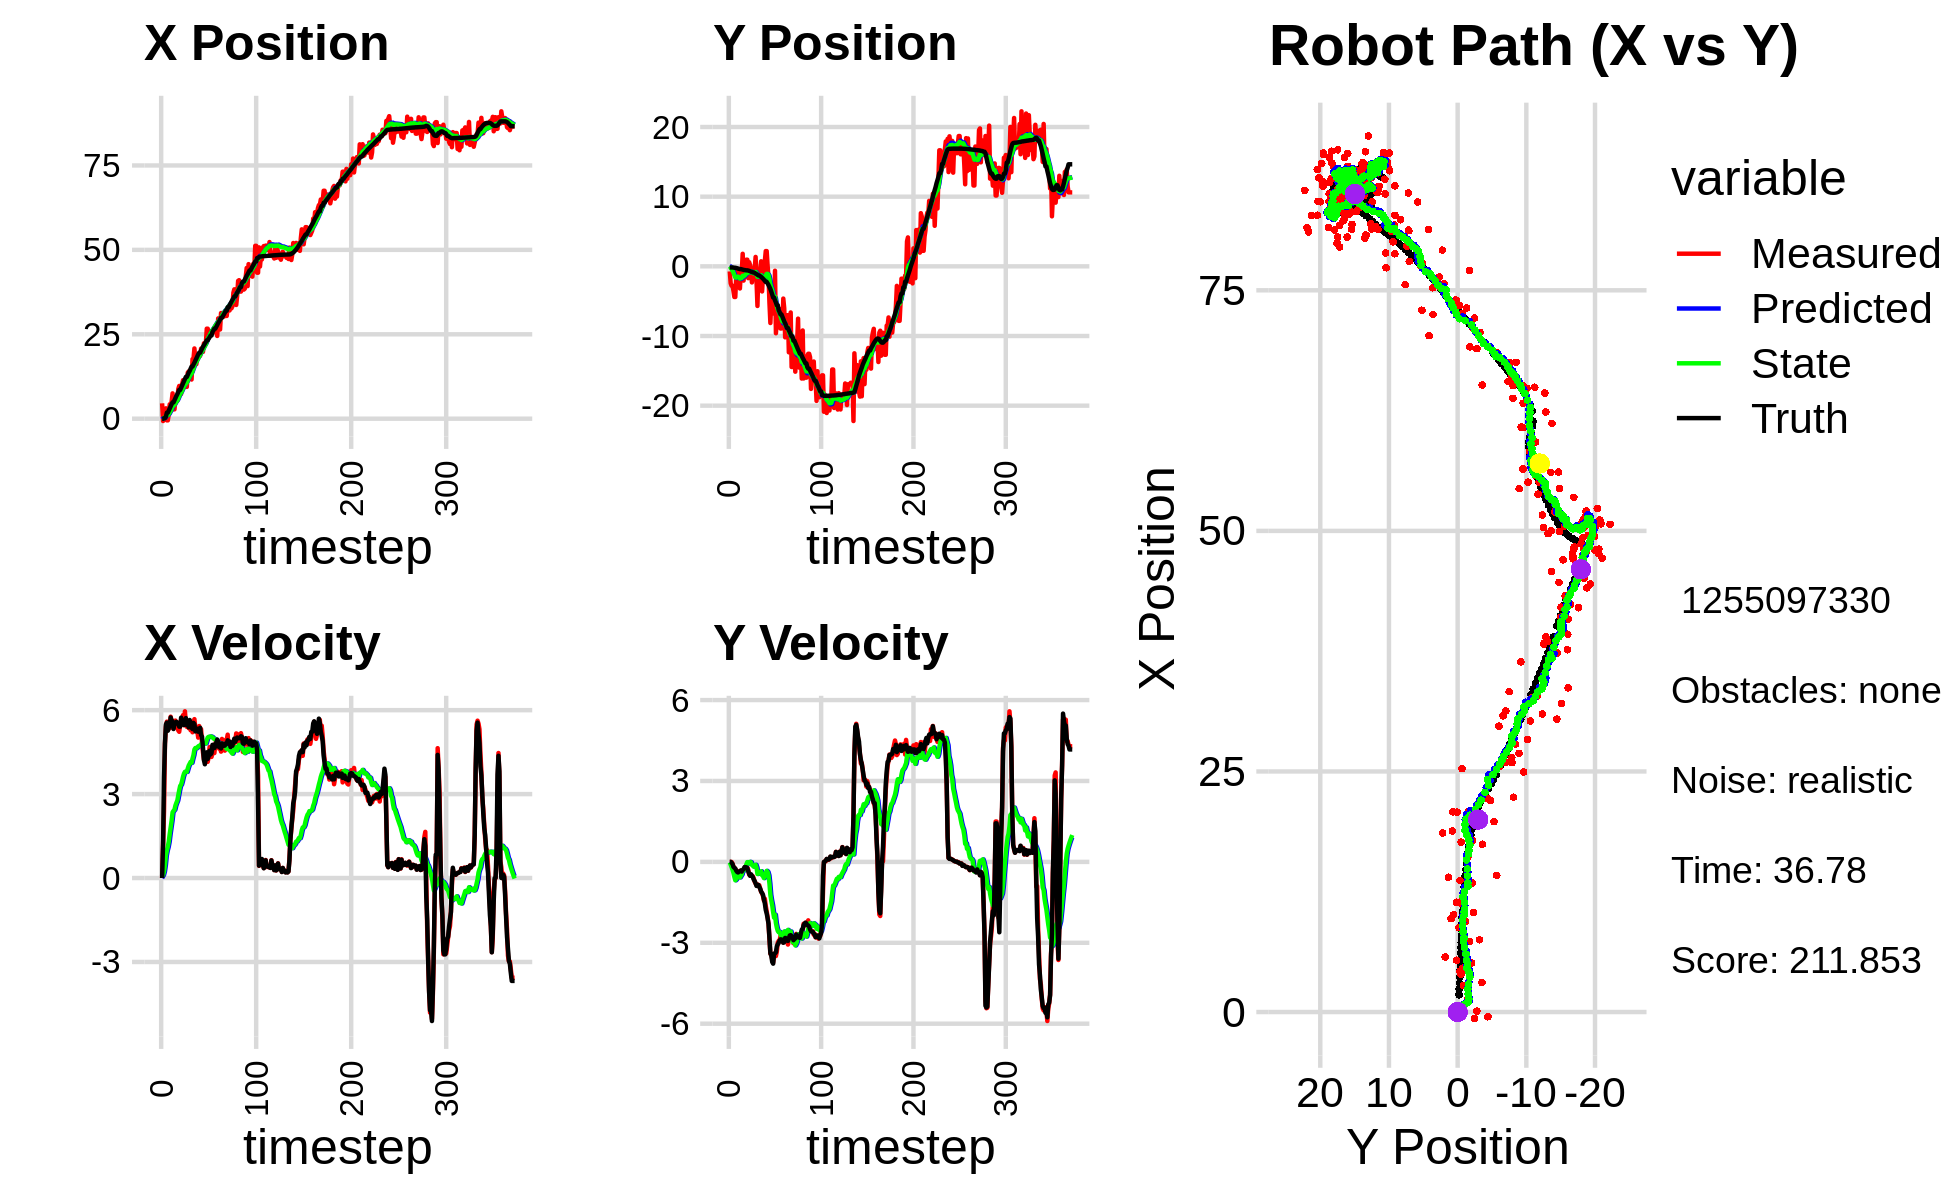 X Position
75
50
25
0
0
100
200
300
timestep
Y Position
20
10
0
-10
-20
0
100
200
300
timestep
X Velocity
6
3
0
-3
0
100
200
300
timestep
Y Velocity
6
3
0
-3
-6
0
100
200
300
timestep
Robot Path (X vs Y)
X Position
75
50
25
0
20 10 0 -10 -20
Y Position
variable
Measured
Predicted
State
Truth
1255097330
Obstacles: none
Noise: realistic
Time: 36.78
Score: 211.853